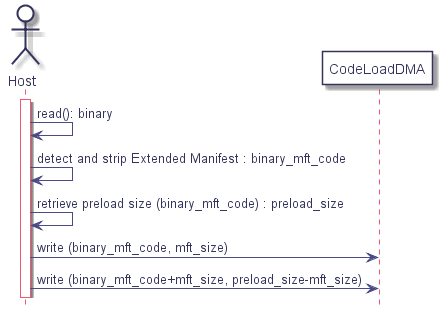 Host
CodeLoadDMA
read(): binary
detect and strip Extended Manifest : binary_mft_code
retrieve preload size (binary_mft_code) : preload_size
write (binary_mft_code, mft_size)
write (binary_mft_code+mft_size, preload_size-mft_size)